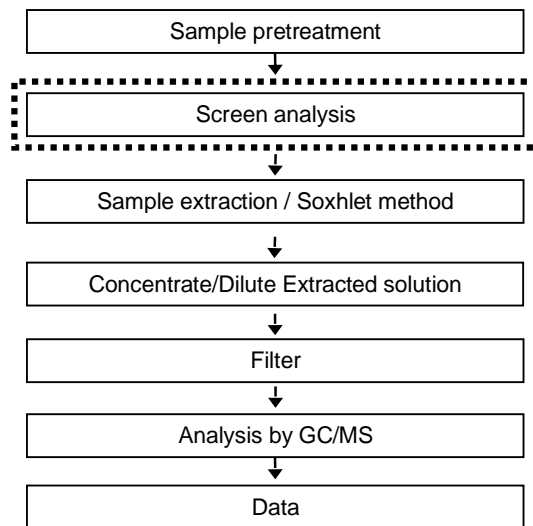 Sample pretreatment
Screen analysis
Sample extraction / Soxhlet method
Concentrate/Dilute Extracted solution
Filter
Analysis by GC/MS
Data